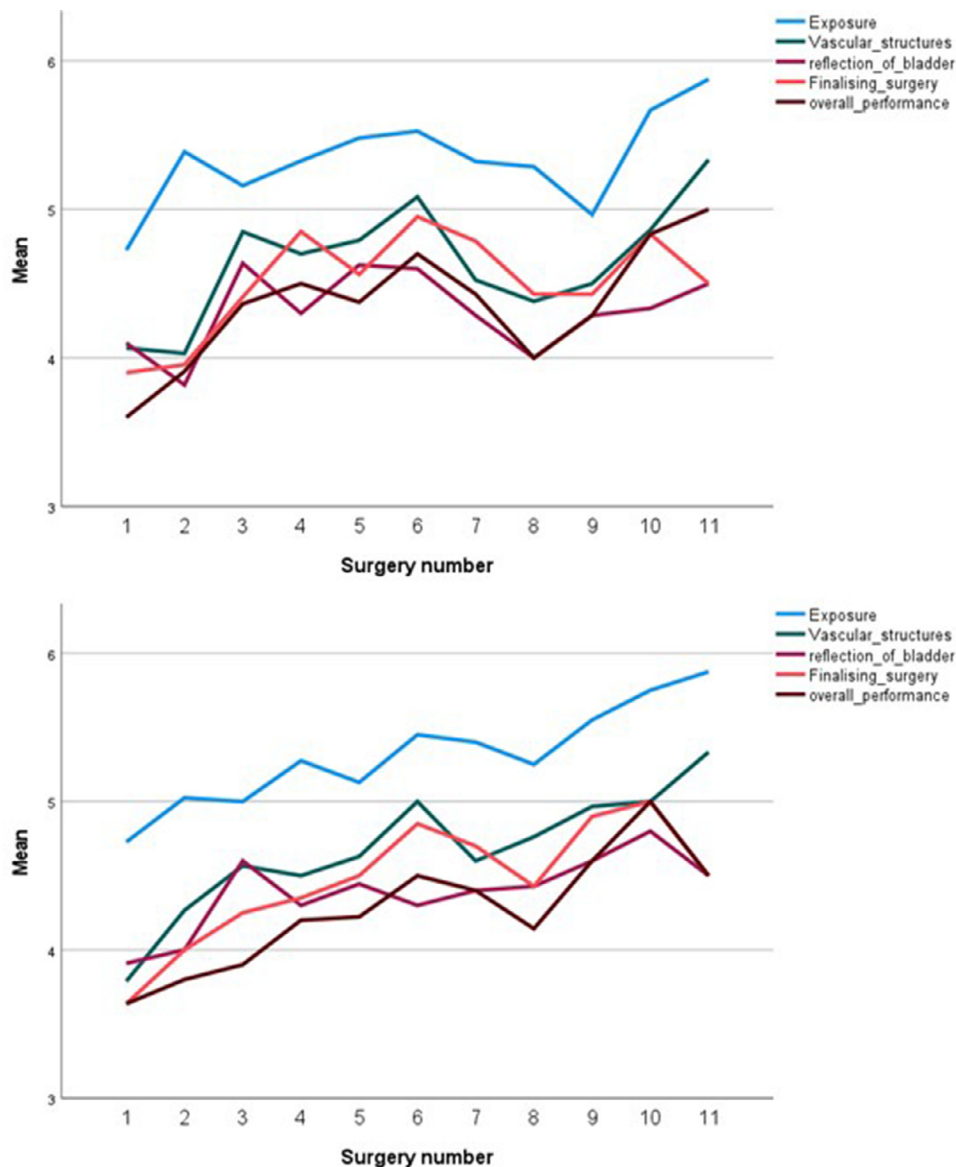 Exposure
Vascular_structures
reflection_of_bladder
Finalising_surgery
overall_performance
6
5
4
3
Mean
1 2 3 4 5 6 7 8 9 10 11
Surgery number
Exposure
Vascular_structures
reflection_of_bladder
Finalising_surgery
overall_performance
6
5
4
3
Mean
1 2 3 4 5 6 7 8 9 10 11
Surgery number